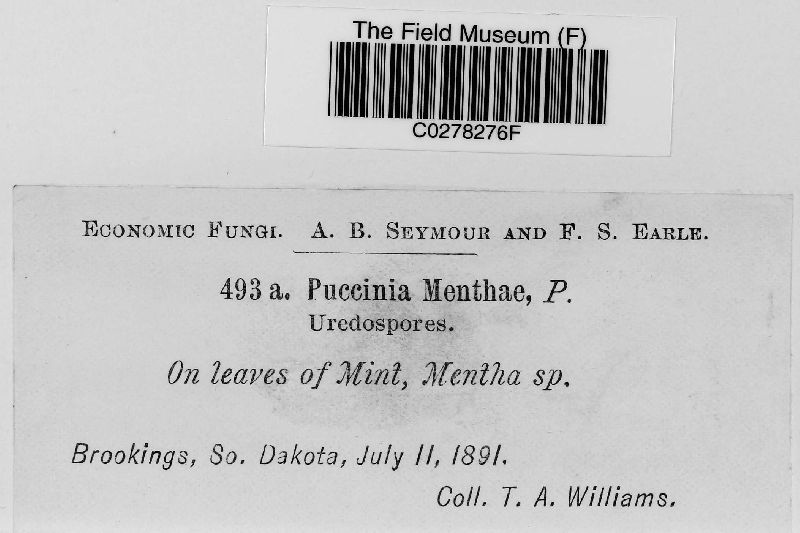 The Field Museum (F)
C0278276F
Economic Fungi. A. B. Seymour and F. S. Earle.
493 a. Puccinia Menthae, P.
Uredospores.
On leaves of Mint, Mentha sp.
Brookings, So. Dakota, July 11, 1891.
Coll. T. A. Williams.